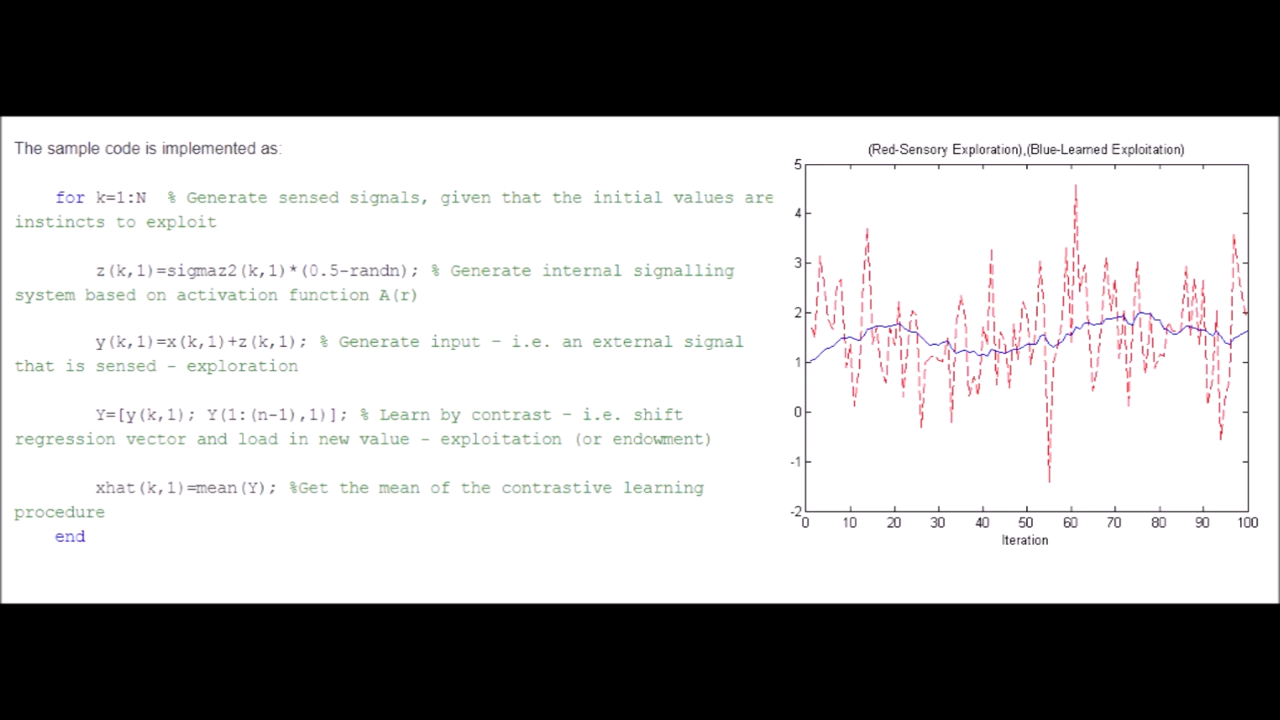 The sample code is implemented as:
for k=1:N % Generate sensed signals, given that the initial values are
instincts to exploit
z(k,1)=sigmaz2(k,1)*(0.5-randn); % Generate internal signalling
system based on activation function A(r)
y(k,1)=x(k,1)+z(k,1); % Generate input - i.e. an external signal
that is sensed - exploration
Y=[y(k,1); Y(1:(n-1),1)]; % Learn by contrast - i.e. shift
regression vector and load in new value - exploitation (or endowment)
xhat(k,1)=mean(Y); %Get the mean of the contrastive learning
procedure
end
(Red-Sensory Exploration),(Blue-Learned Exploitation)
5
4
3
2
1
0
-1
-2
0 10 20 30 40 50 60 70 80 90 100
Iteration